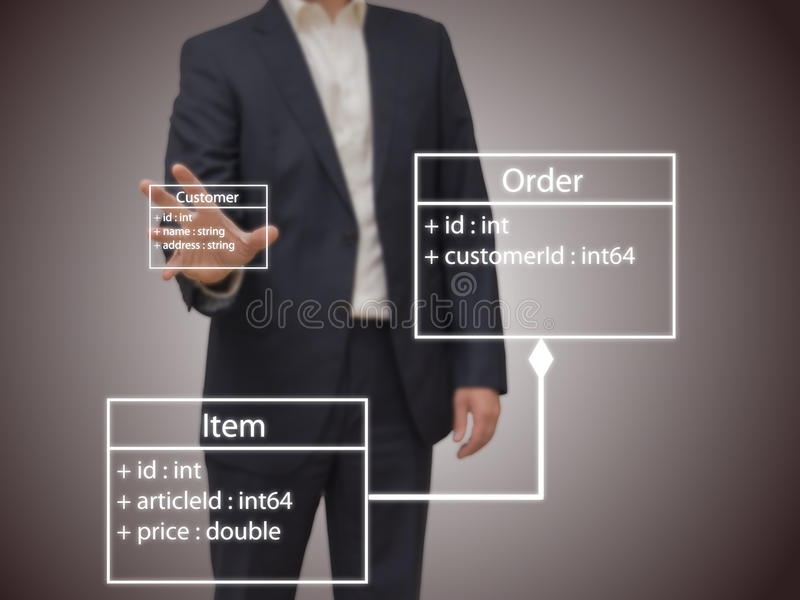 Customer
+ id : int
+ name : string
+ address : string
Order
+ id : int
+ customerId : int64
dreamstime
Item
+ id : int
+ articleId : int64
+ price : double